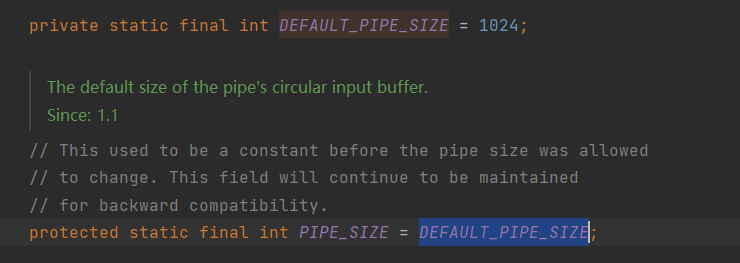 private static final int DEFAULT_PIPE_SIZE = 1024;
The default size of the pipe's circular input buffer.
Since: 1.1
// This used to be a constant before the pipe size was allowed
// to change. This field will continue to be maintained
// for backward compatibility.
protected static final int PIPE_SIZE = DEFAULT_PIPE_SIZE;